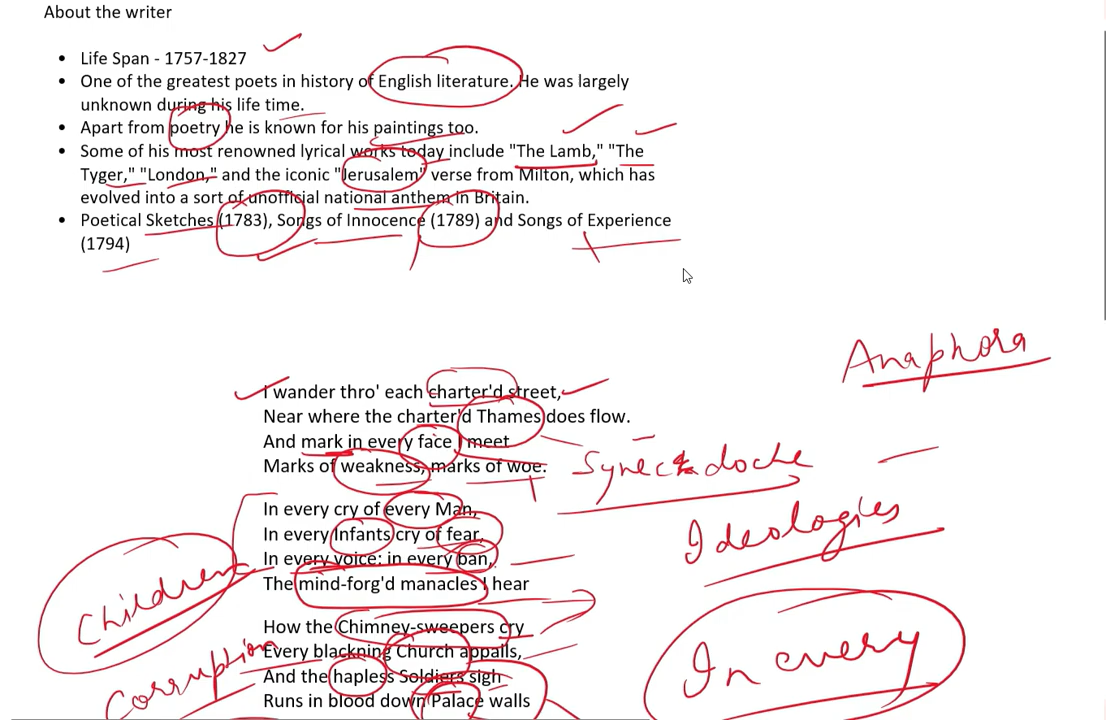 About the writer
• Life Span - 1757-1827
• One of the greatest poets in history of English literature. He was largely
unknown during his life time.
• Apart from poetry he is known for his paintings too.
• Some of his most renowned lyrical works today include "The Lamb," "The
Tyger," "London," and the iconic "Jerusalem" verse from Milton, which has
evolved into a sort of unofficial national anthem in Britain.
• Poetical Sketches (1783), Songs of Innocence (1789) and Songs of Experience
(1794)
Anaphora
I wander thro' each charter'd street,
Near where the charter'd Thames does flow.
And mark in every face I meet
Marks of weakness, marks of woe.
Synecdoche
In every cry of every Man,
In every Infants cry of fear,
In every voice: in every ban,
The mind-forg'd manacles I hear
Ideologies
Children
How the Chimney-sweepers cry
Every blackning Church appalls,
And the hapless Soldiers sigh
Runs in blood down Palace walls
In every
Corruption